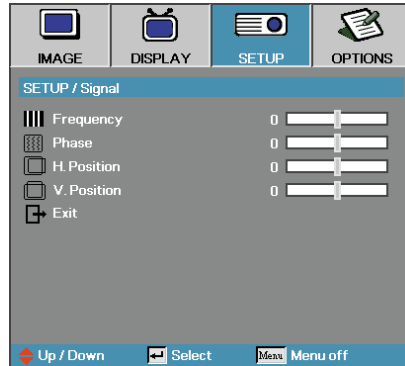 IMAGE DISPLAY SETUP OPTIONS
SETUP / Signal
Frequency 0
Phase 0
H. Position 0
V. Position 0
Exit
Up / Down Select Menu Menu off